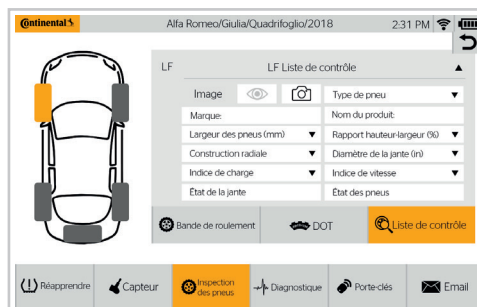 Continental
Alfa Romeo/Giulia/Quadrifoglio/2018
2:31 PM
LF
LF Liste de contrôle
Image
Type de pneu
Marque:
Nom du produit:
Largeur des pneus (mm)
Rapport hauteur-largeur (%)
Construction radiale
Diamètre de la jante (in)
Indice de charge
Indice de vitesse
État de la jante
État des pneus
Bande de roulement
DOT
Liste de contrôle
Réapprendre
Capteur
Inspection
des pneus
Diagnostique
Porte-clés
Email